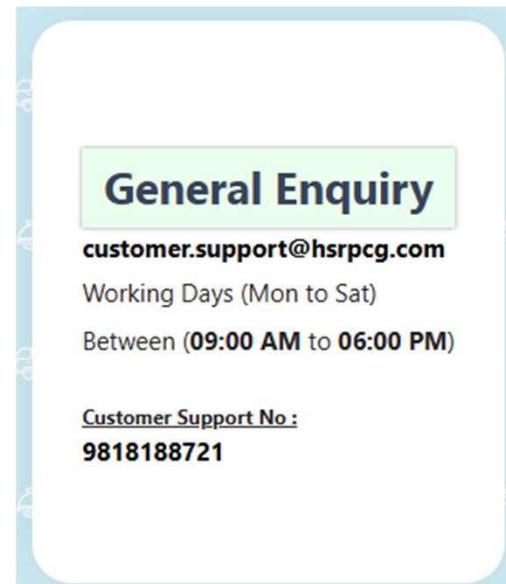 General Enquiry
customer.support@hsrpcg.com
Working Days (Mon to Sat)
Between (09:00 AM to 06:00 PM)
Customer Support No :
9818188721